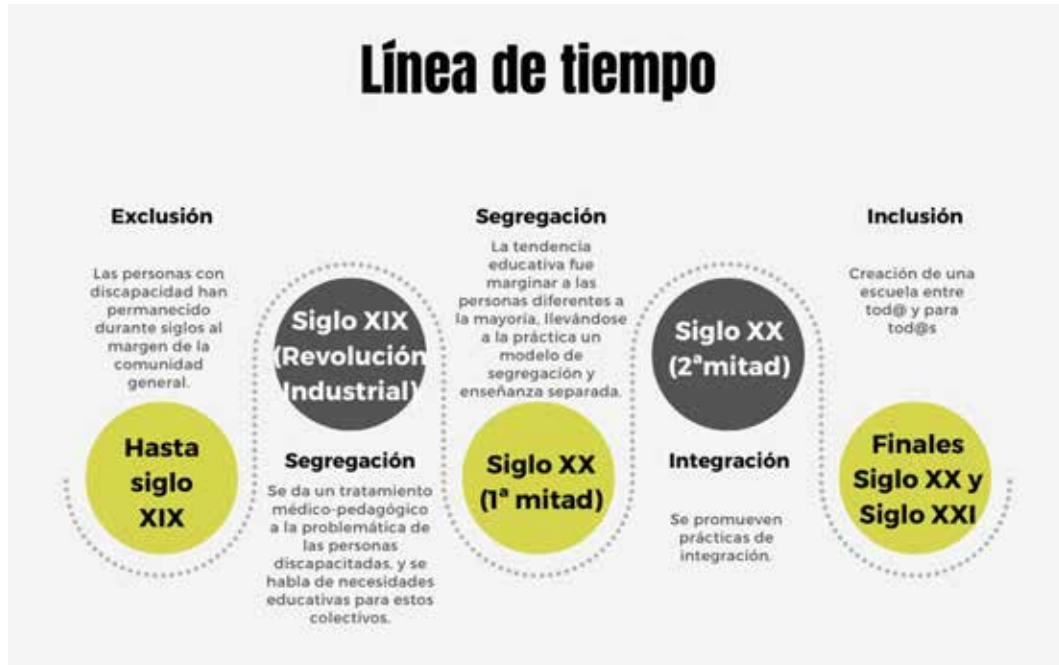 Línea de tiempo
Exclusión
Las personas con
discapacidad han
permanecido
durante siglos al
margen de la
comunidad
general.
Hasta
siglo
XIX
Siglo XIX
(Revolución
Industrial)
Segregación
Se da un tratamiento
médico-pedagógico
a la problemática de
las personas
discapacitadas, y se
habla de necesidades
educativas para estos
colectivos.
Segregación
La tendencia
educativa fue
marginar a las
personas diferentes a
la mayoría, llevándose
a la práctica un
modelo de
segregación y
enseñanza separada.
Siglo XX
(1ª mitad)
Siglo XX
(2ªmitad)
Integración
Se promueven
prácticas de
integración.
Inclusión
Creación de una
escuela entre
tod@ y para
tod@s
Finales
Siglo XX y
Siglo XXI